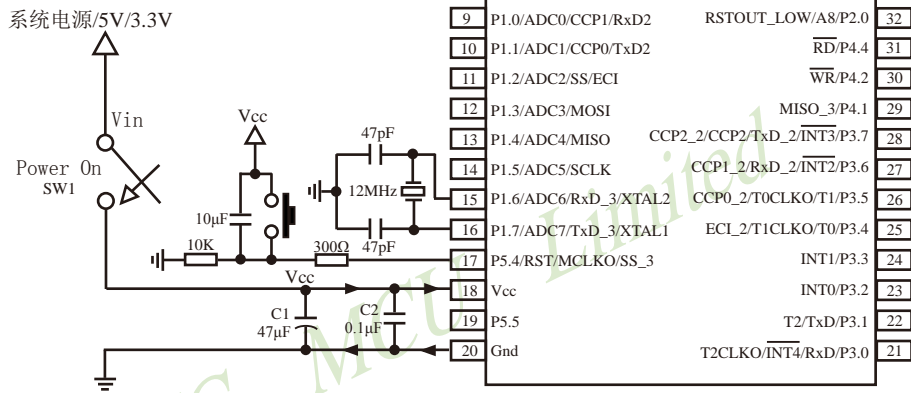 系统电源/5V/3.3V
Vin
Power On
SW1
Vcc
10μF
10K
300Ω
47pF
12MHz
47pF
Vcc
C1
47μF
C2
0.1μF
9 P1.0/ADC0/CCP1/RxD2
10 P1.1/ADC1/CCP0/TxD2
11 P1.2/ADC2/SS/ECI
12 P1.3/ADC3/MOSI
13 P1.4/ADC4/MISO
14 P1.5/ADC5/SCLK
15 P1.6/ADC6/RxD_3/XTAL2
16 P1.7/ADC7/TxD_3/XTAL1
17 P5.4/RST/MCLKO/SS_3
18 Vcc
19 P5.5
20 Gnd
RSTOUT_LOW/A8/P2.0 32
RD/P4.4 31
WR/P4.2 30
MISO_3/P4.1 29
CCP2_2/CCP2/TxD_2/INT3/P3.7 28
CCP1_2/RxD_2/INT2/P3.6 27
CCP0_2/T0CLKO/T1/P3.5 26
ECI_2/T1CLKO/T0/P3.4 25
INT1/P3.3 24
INT0/P3.2 23
T2/TxD/P3.1 22
T2CLKO/INT4/RxD/P3.0 21
MCU Limited